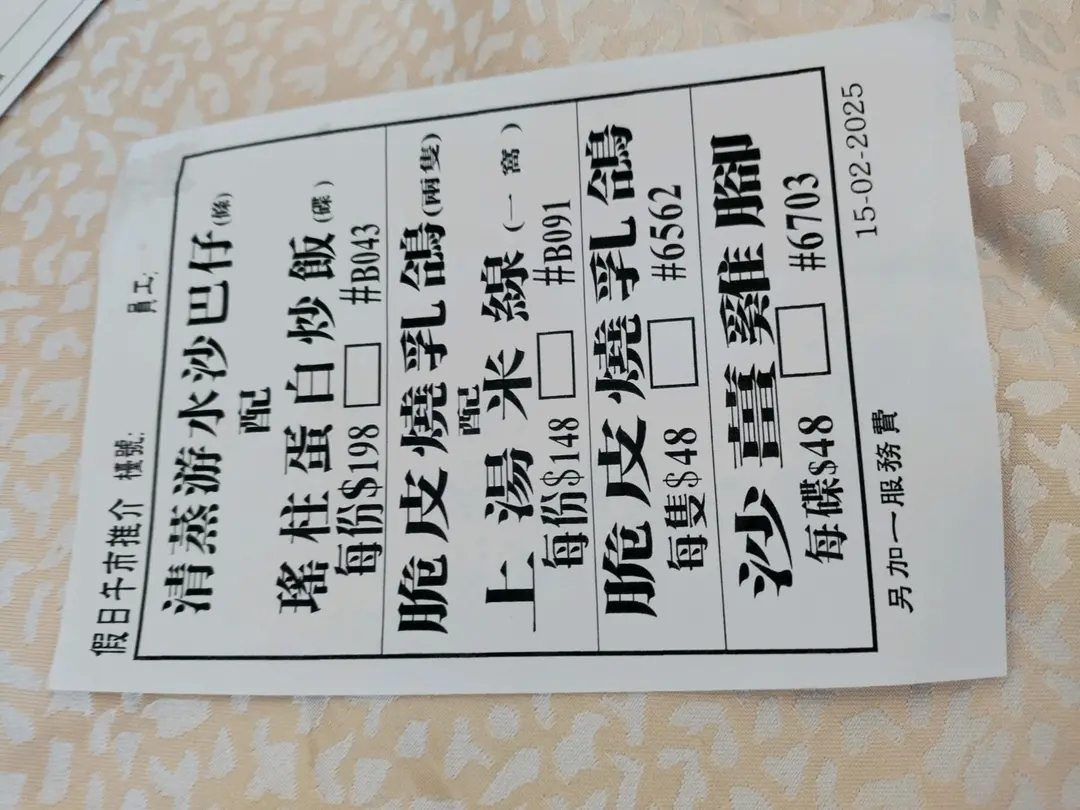 假日午市推介 檯號: 員工:
清蒸游水沙巴仔(條)
配
瑤柱蛋白炒飯(碟)
每份$198 #B043
脆皮燒乳鴿(兩隻)
配
上湯米線(一窩)
每份$148 #B091
脆皮燒乳鴿
每隻$48 #6562
沙薑雞腳
每碟$48 #6703
另加一服務費 15-02-2025